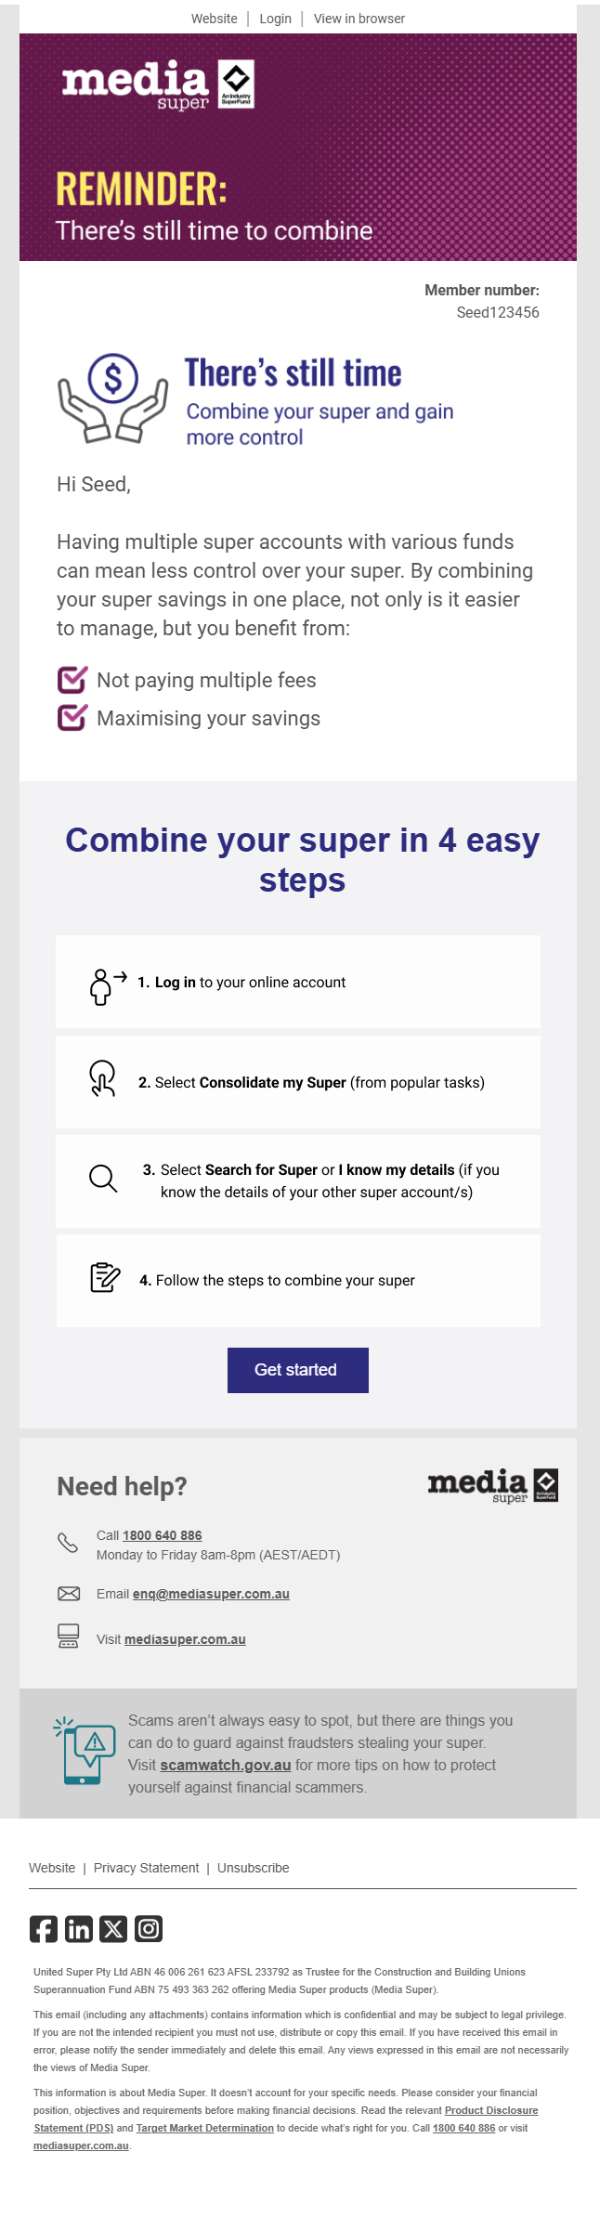 Website | Login | View in browser
media
super
An Industry
SuperFund
REMINDER:
There's still time to combine
Member number:
Seed123456
$
There's still time
Combine your super and gain
more control
Hi Seed,
Having multiple super accounts with various funds
can mean less control over your super. By combining
your super savings in one place, not only is it easier
to manage, but you benefit from:
Not paying multiple fees
Maximising your savings
Combine your super in 4 easy
steps
1. Log in to your online account
2. Select Consolidate my Super (from popular tasks)
3. Select Search for Super or I know my details (if you
know the details of your other super account/s)
4. Follow the steps to combine your super
Get started
Need help?
media
super
An Industry
SuperFund
Call 1800 640 886
Monday to Friday 8am-8pm (AEST/AEDT)
Email enq@mediasuper.com.au
Visit mediasuper.com.au
Scams aren't always easy to spot, but there are things you
can do to guard against fraudsters stealing your super.
Visit scamwatch.gov.au for more tips on how to protect
yourself against financial scammers.
Website | Privacy Statement | Unsubscribe
United Super Pty Ltd ABN 46 006 261 623 AFSL 233792 as Trustee for the Construction and Building Unions
Superannuation Fund ABN 75 493 363 262 offering Media Super products (Media Super).
This email (including any attachments) contains information which is confidential and may be subject to legal privilege.
If you are not the intended recipient you must not use, distribute or copy this email. If you have received this email in
error, please notify the sender immediately and delete this email. Any views expressed in this email are not necessarily
the views of Media Super.
This information is about Media Super. It doesn't account for your specific needs. Please consider your financial
position, objectives and requirements before making financial decisions. Read the relevant Product Disclosure
Statement (PDS) and Target Market Determination to decide what's right for you. Call 1800 640 886 or visit
mediasuper.com.au.